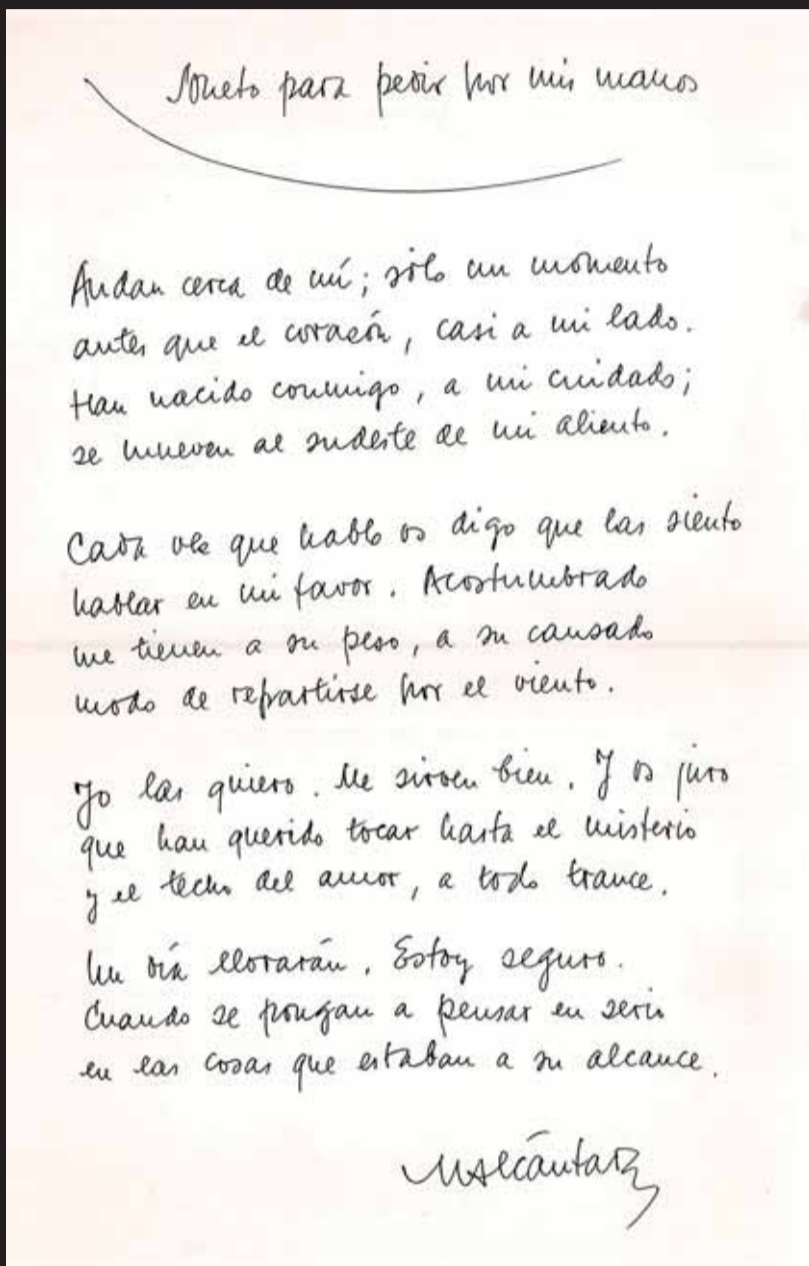 Soneto para pedir por mis manos
Andan cerca de mí; sólo un momento
antes que el corazón, casi a mi lado.
Han nacido conmigo, a mi cuidado;
se mueven al sudeste de mi aliento.
Cada vez que hablo os digo que las siento
hablar en mi favor. Acostumbrado
me tienen a su peso, a su cansado
modo de repartirse por el viento.
Yo las quiero. Me sirven bien. Y os juro
que han querido tocar hasta el misterio
y el techo del amor, a todo trance.
Un día llorarán. Estoy seguro.
Cuando se pongan a pensar en serio
en las cosas que estaban a su alcance.
MAlcántara